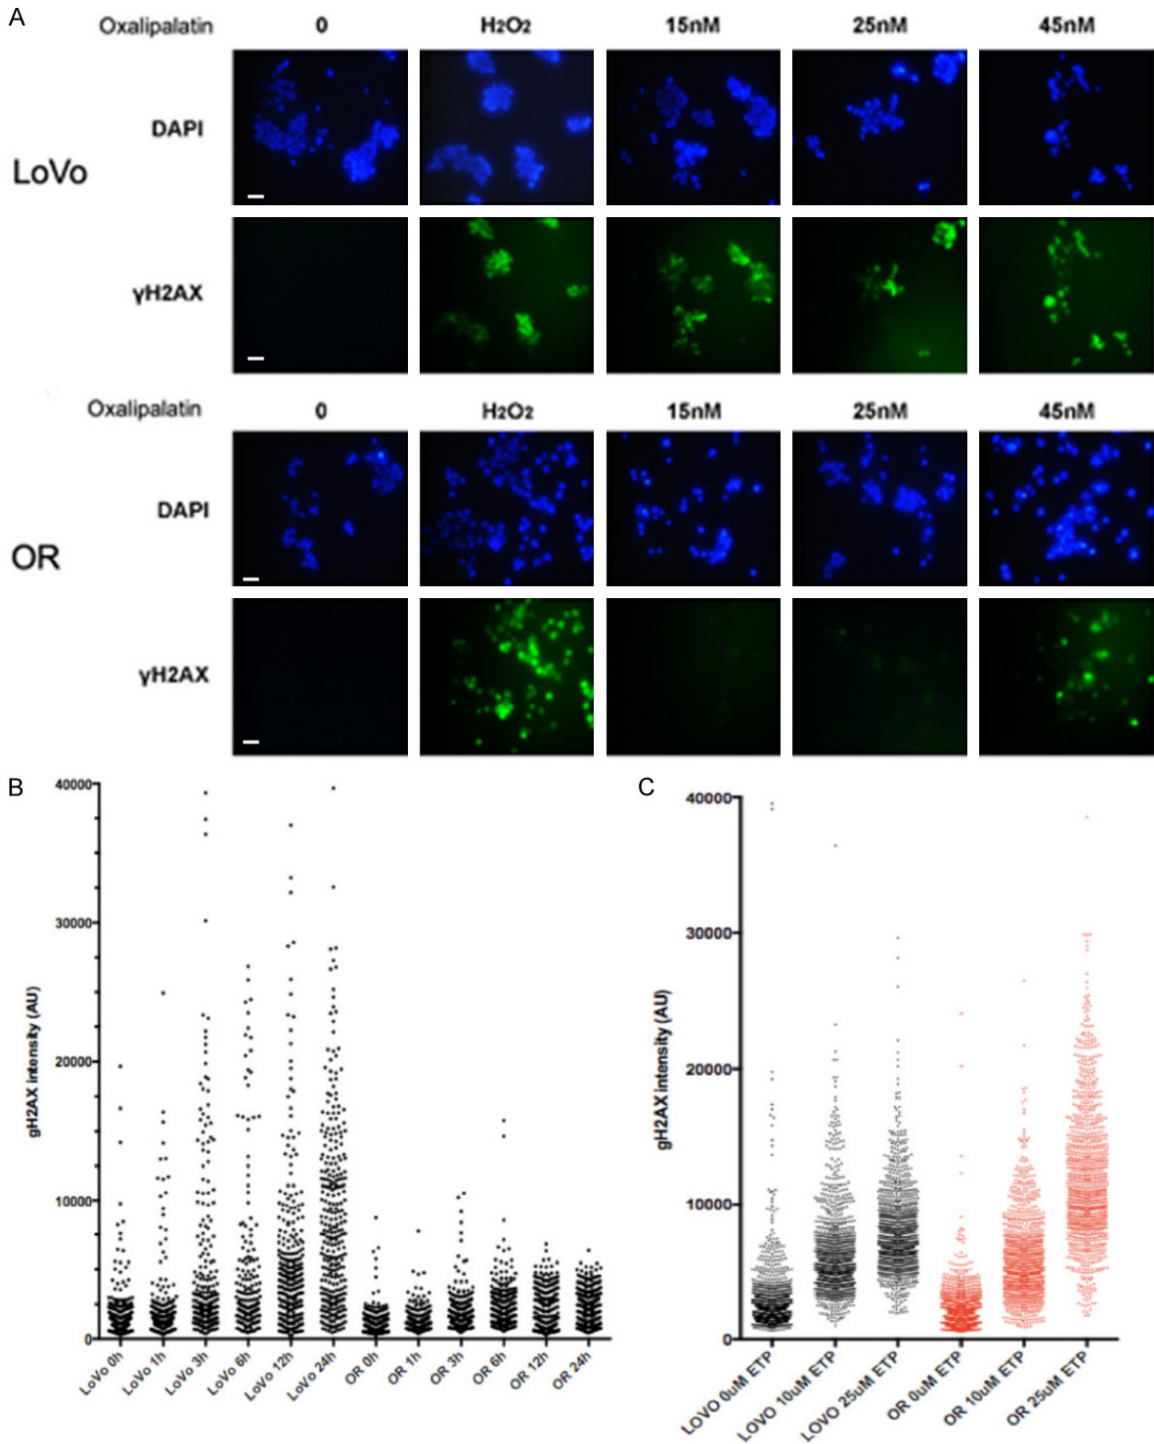 A
Oxalipalatin 0 H2O2 15nM 25nM 45nM
DAPI
LoVo
γH2AX
Oxalipalatin 0 H2O2 15nM 25nM 45nM
DAPI
OR
γH2AX
B
gH2AX intensity (AU)
40000
30000
20000
10000
0
LoVo 0h LoVo 1h LoVo 3h LoVo 6h LoVo 12h LoVo 24h OR 0h OR 1h OR 3h OR 6h OR 12h OR 24h
C
gH2AX intensity (AU)
40000
30000
20000
10000
0
LOVO 0uM ETP LOVO 10uM ETP LOVO 25uM ETP OR 0uM ETP OR 10uM ETP OR 25uM ETP